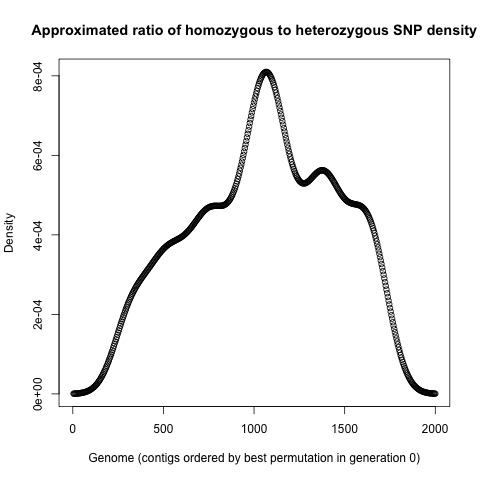 Approximated ratio of homozygous to heterozygous SNP density
Density
8e-04
6e-04
4e-04
2e-04
0e+00
0 500 1000 1500 2000
Genome (contigs ordered by best permutation in generation 0)